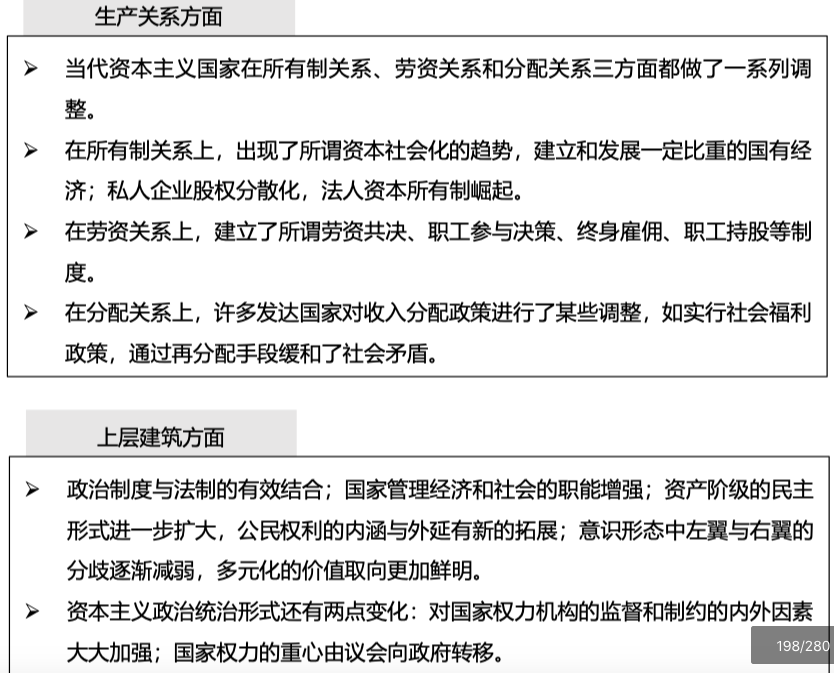 生产关系方面
➢ 当代资本主义国家在所有制关系、劳资关系和分配关系三方面都做了一系列调
整。
➢ 在所有制关系上，出现了所谓资本社会化的趋势，建立和发展一定比重的国有经
济；私人企业股权分散化，法人资本所有制崛起。
➢ 在劳资关系上，建立了所谓劳资共决、职工参与决策、终身雇佣、职工持股等制
度。
➢ 在分配关系上，许多发达国家对收入分配政策进行了某些调整，如实行社会福利
政策，通过再分配手段缓和了社会矛盾。
上层建筑方面
➢ 政治制度与法制的有效结合；国家管理经济和社会的职能增强；资产阶级的民主
形式进一步扩大，公民权利的内涵与外延有新的拓展；意识形态中左翼与右翼的
分歧逐渐减弱，多元化的价值取向更加鲜明。
➢ 资本主义政治统治形式还有两点变化：对国家权力机构的监督和制约的内外因素
大大加强；国家权力的重心由议会向政府转移。
198/280